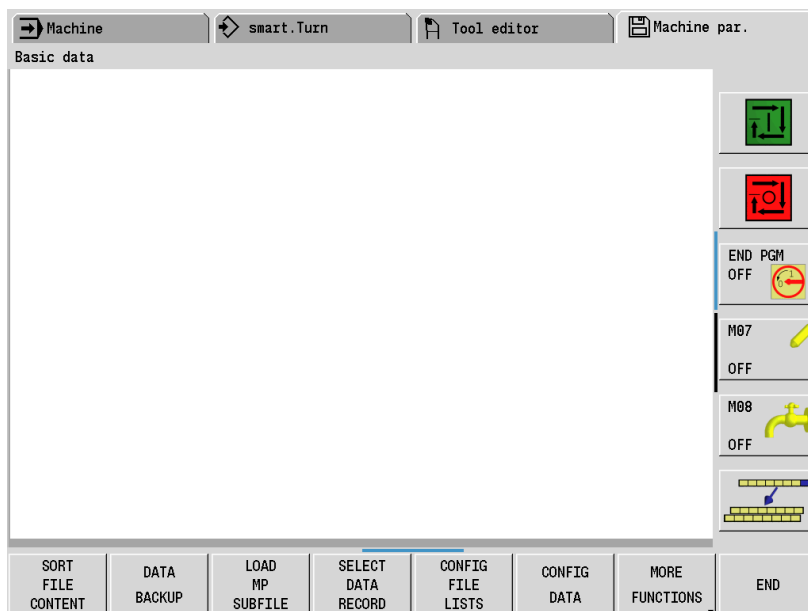 Machine
smart.Turn
Tool editor
Machine par.
Basic data
END PGM
OFF
M07
OFF
M08
OFF
SORT
FILE
CONTENT
DATA
BACKUP
LOAD
MP
SUBFILE
SELECT
DATA
RECORD
CONFIG
FILE
LISTS
CONFIG
DATA
MORE
FUNCTIONS
END